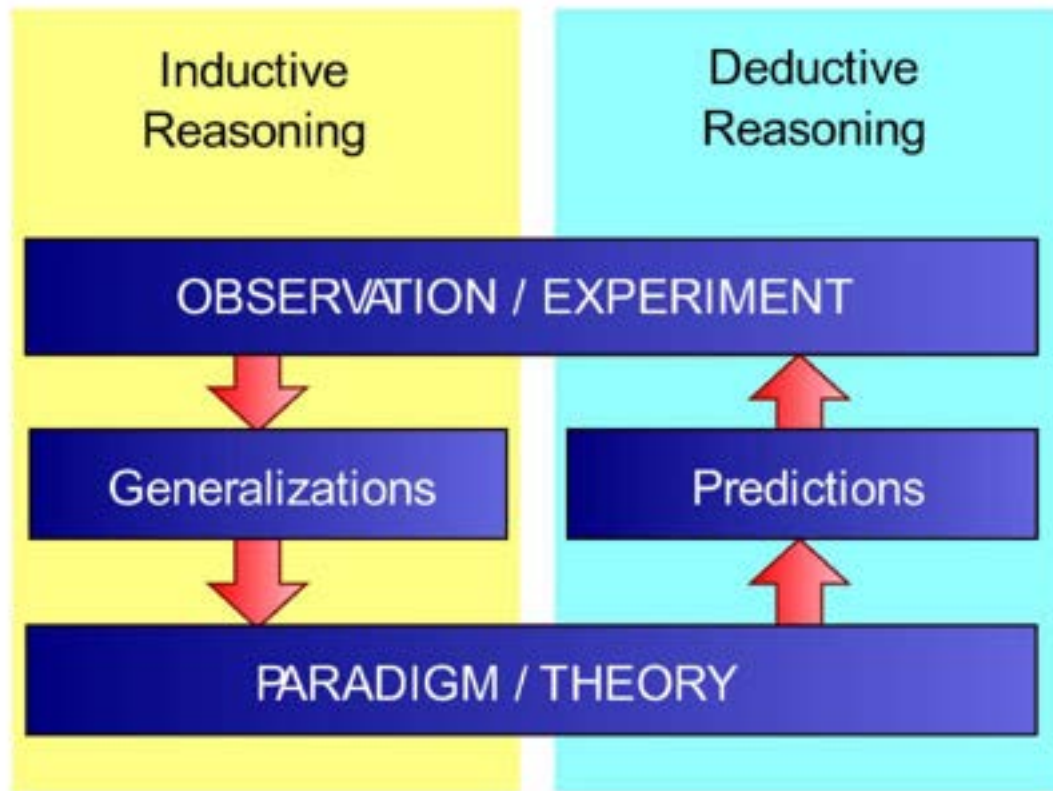 Inductive
Reasoning
Deductive
Reasoning
OBSERVATION / EXPERIMENT
Generalizations
Predictions
PARADIGM / THEORY